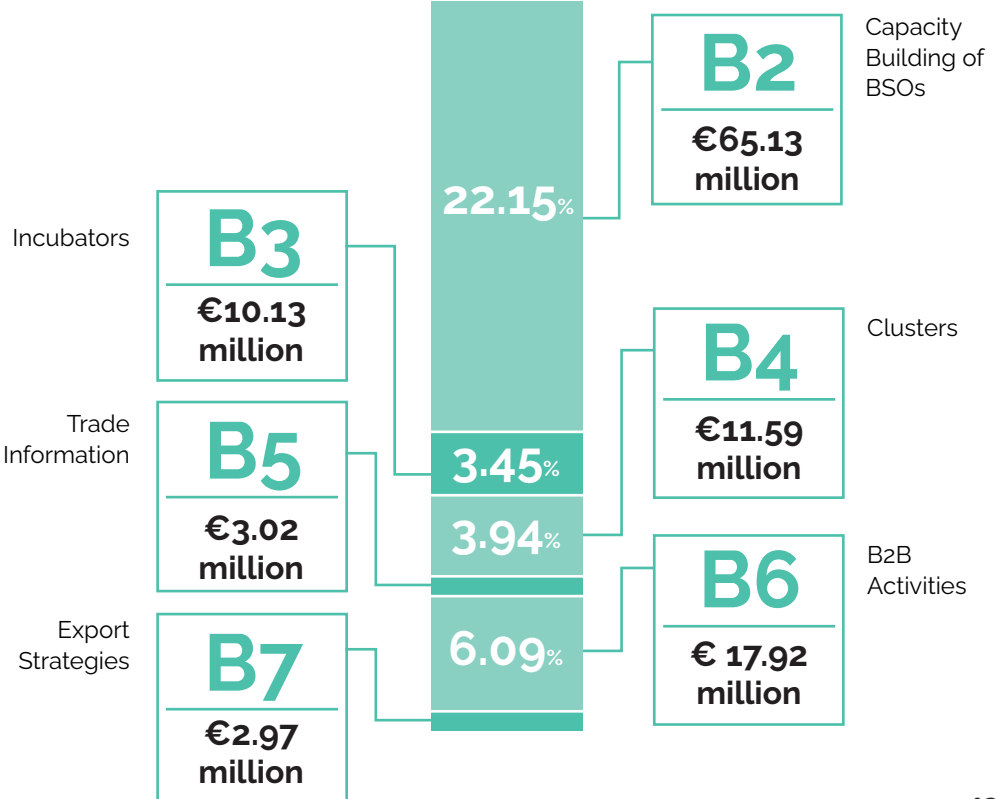 Capacity
Building of
BSOs
B2
€65.13
million
22.15%
Incubators
B3
€10.13
million
Clusters
B4
€11.59
million
Trade
Information
B5
€3.02
million
3.45%
3.94%
B2B
Activities
B6
€ 17.92
million
6.09%
Export
Strategies
B7
€2.97
million